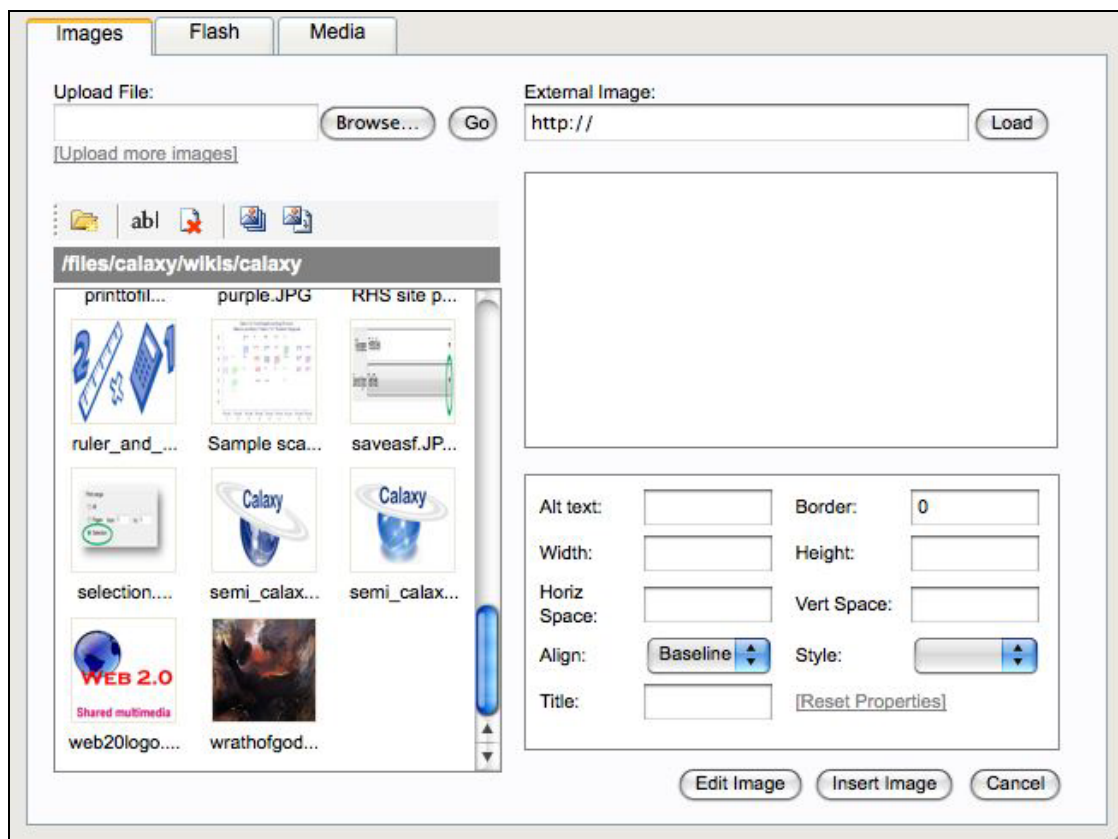 Images Flash Media
Upload File:
Browse... Go
[Upload more images]
External Image:
http:// Load
abl
/files/calaxy/wikis/calaxy
printtofil... purple.JPG RHS site p...
ruler_and_... Sample sca... saveasf.JP...
Calaxy Calaxy
selection.... semi_calax... semi_calax...
WEB 2.0
Shared multimedia
web20logo.... wrathofgod...
Alt text: Border: 0
Width: Height:
Horiz
Space: Vert Space:
Align: Baseline Style:
Title: [Reset Properties]
Edit Image Insert Image Cancel